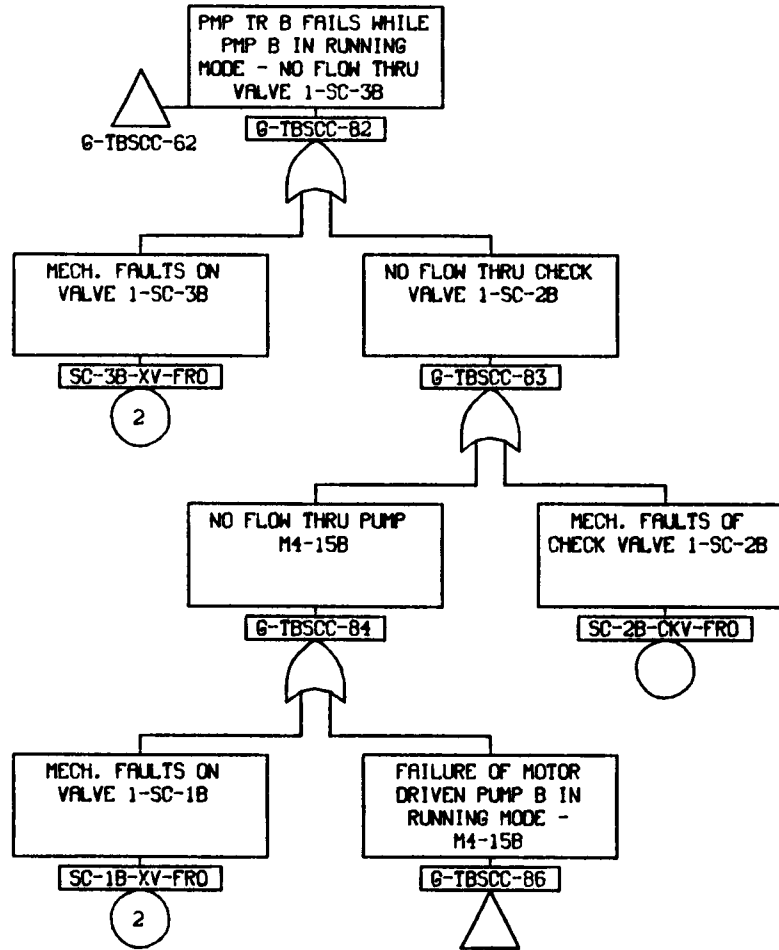 PMP TR B FAILS WHILE
PMP B IN RUNNING
MODE - NO FLOW THRU
VALVE 1-SC-3B
G-TBSCC-62
G-TBSCC-82
MECH. FAULTS ON
VALVE 1-SC-3B
SC-3B-XV-FRO
2
NO FLOW THRU CHECK
VALVE 1-SC-2B
G-TBSCC-83
NO FLOW THRU PUMP
M4-15B
G-TBSCC-84
MECH. FAULTS OF
CHECK VALVE 1-SC-2B
SC-2B-CKV-FRO
MECH. FAULTS ON
VALVE 1-SC-1B
SC-1B-XV-FRO
2
FAILURE OF MOTOR
DRIVEN PUMP B IN
RUNNING MODE -
M4-15B
G-TBSCC-86